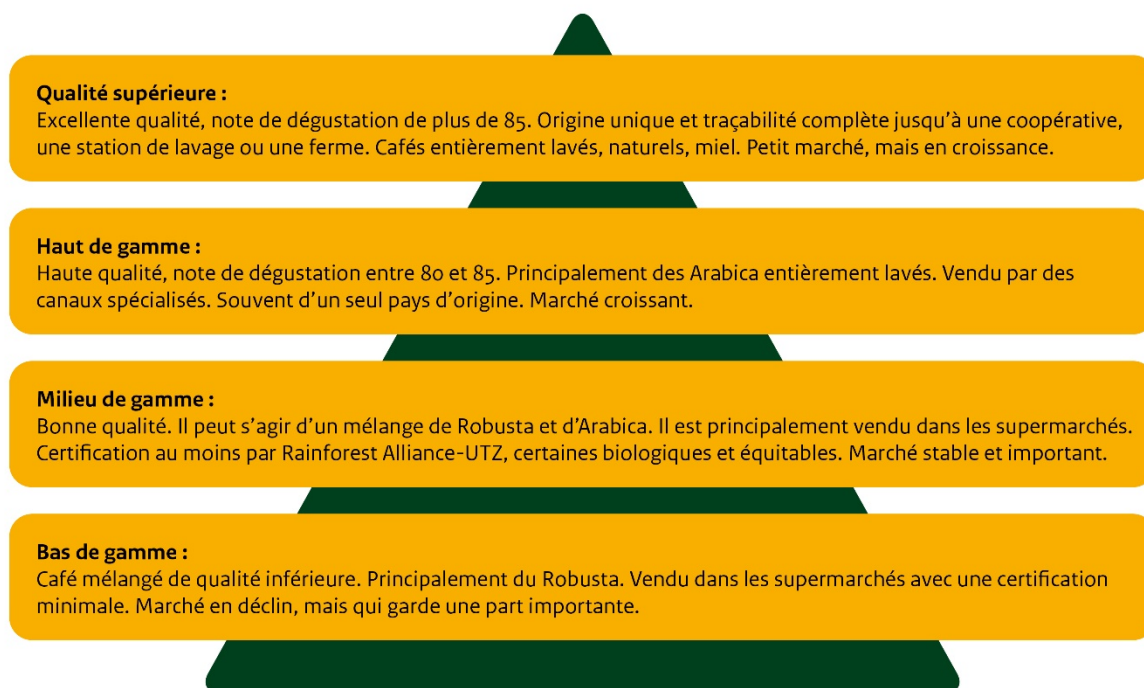 Qualité supérieure :
Excellente qualité, note de dégustation de plus de 85. Origine unique et traçabilité complète jusqu'à une coopérative,
une station de lavage ou une ferme. Cafés entièrement lavés, naturels, miel. Petit marché, mais en croissance.
Haut de gamme :
Haute qualité, note de dégustation entre 80 et 85. Principalement des Arabica entièrement lavés. Vendu par des
canaux spécialisés. Souvent d'un seul pays d'origine. Marché croissant.
Milieu de gamme :
Bonne qualité. Il peut s'agir d'un mélange de Robusta et d'Arabica. Il est principalement vendu dans les supermarchés.
Certification au moins par Rainforest Alliance-UTZ, certaines biologiques et équitables. Marché stable et important.
Bas de gamme :
Café mélangé de qualité inférieure. Principalement du Robusta. Vendu dans les supermarchés avec une certification
minimale. Marché en déclin, mais qui garde une part importante.